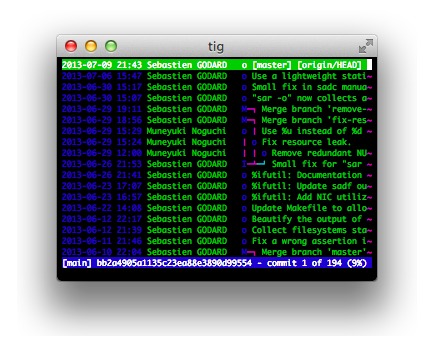 tig
2013-07-09 21:43 Sebastien GODARD o [master] [origin/HEAD]
2013-07-06 15:47 Sebastien GODARD o Use a lightweight stati~
2013-06-30 15:17 Sebastien GODARD o Small fix in sadc manua~
2013-06-30 15:07 Sebastien GODARD o "sar -o" now collects a~
2013-06-29 19:11 Sebastien GODARD M Merge branch 'remove-~
2013-06-29 18:56 Sebastien GODARD M Merge branch 'fix-res~
2013-06-29 15:29 Muneyuki Noguchi o Use %u instead of %d ~
2013-06-29 15:24 Muneyuki Noguchi o Fix resource leak.
2013-06-29 12:00 Muneyuki Noguchi o Remove redundant NU~
2013-06-26 21:53 Sebastien GODARD Small fix for "sar ~
2013-06-26 21:41 Sebastien GODARD o %ifutil: Documentation ~
2013-06-23 17:07 Sebastien GODARD o %ifutil: Update sadf ou~
2013-06-23 16:57 Sebastien GODARD o %ifutil: Add NIC utiliz~
2013-06-22 14:08 Sebastien GODARD o Update Makefile to allo~
2013-06-12 22:17 Sebastien GODARD o Beautify the output of ~
2013-06-12 21:39 Sebastien GODARD o Collect filesystems sta~
2013-06-11 21:46 Sebastien GODARD o Fix a wrong assertion i~
2013-06-10 22:04 Sebastien GODARD M Merge branch 'master'~
[main] bb2a4905a1135c23ea88e3890d99554 - commit 1 of 194 (9%)